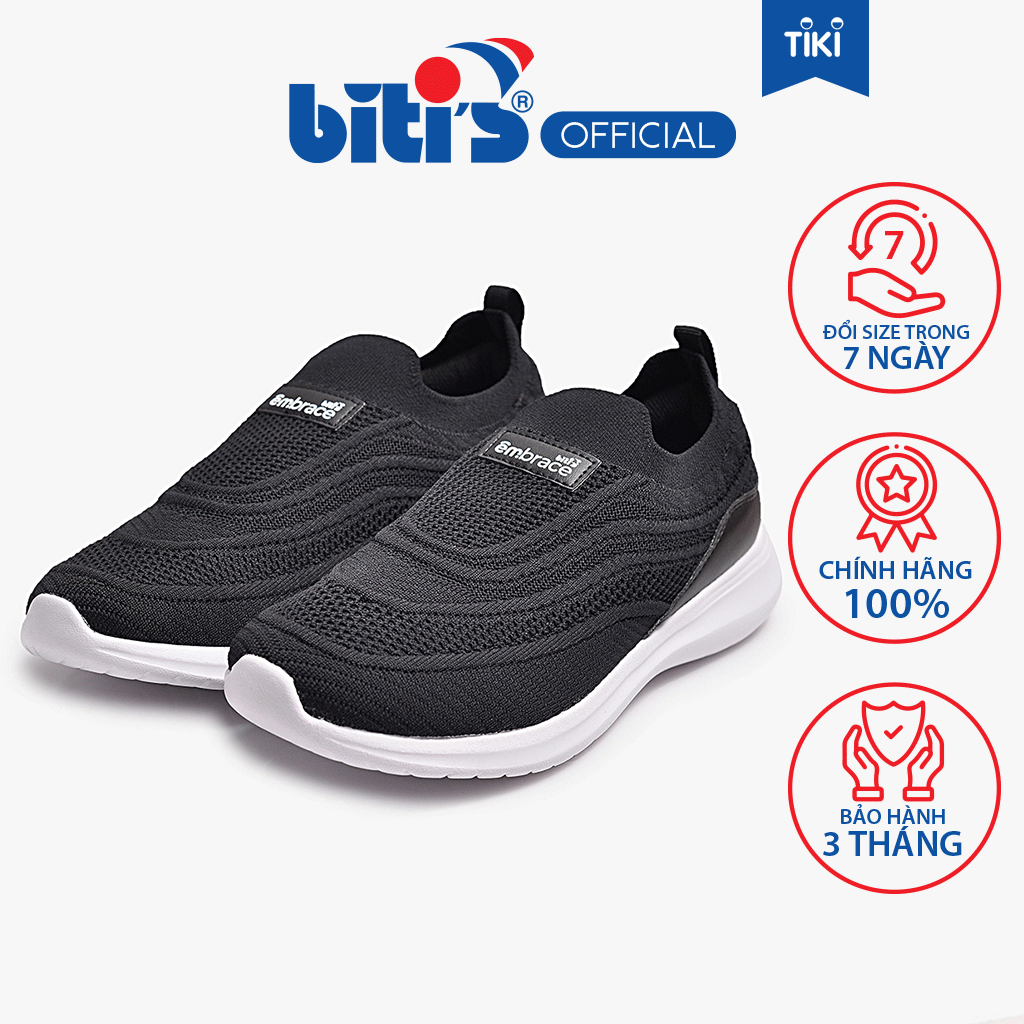 TiKi
biti's®
OFFICIAL
7
ĐỔI SIZE TRONG
7 NGÀY
biti's
embrace
biti's
embrace
CHÍNH HÃNG
100%
BẢO HÀNH
3 THÁNG